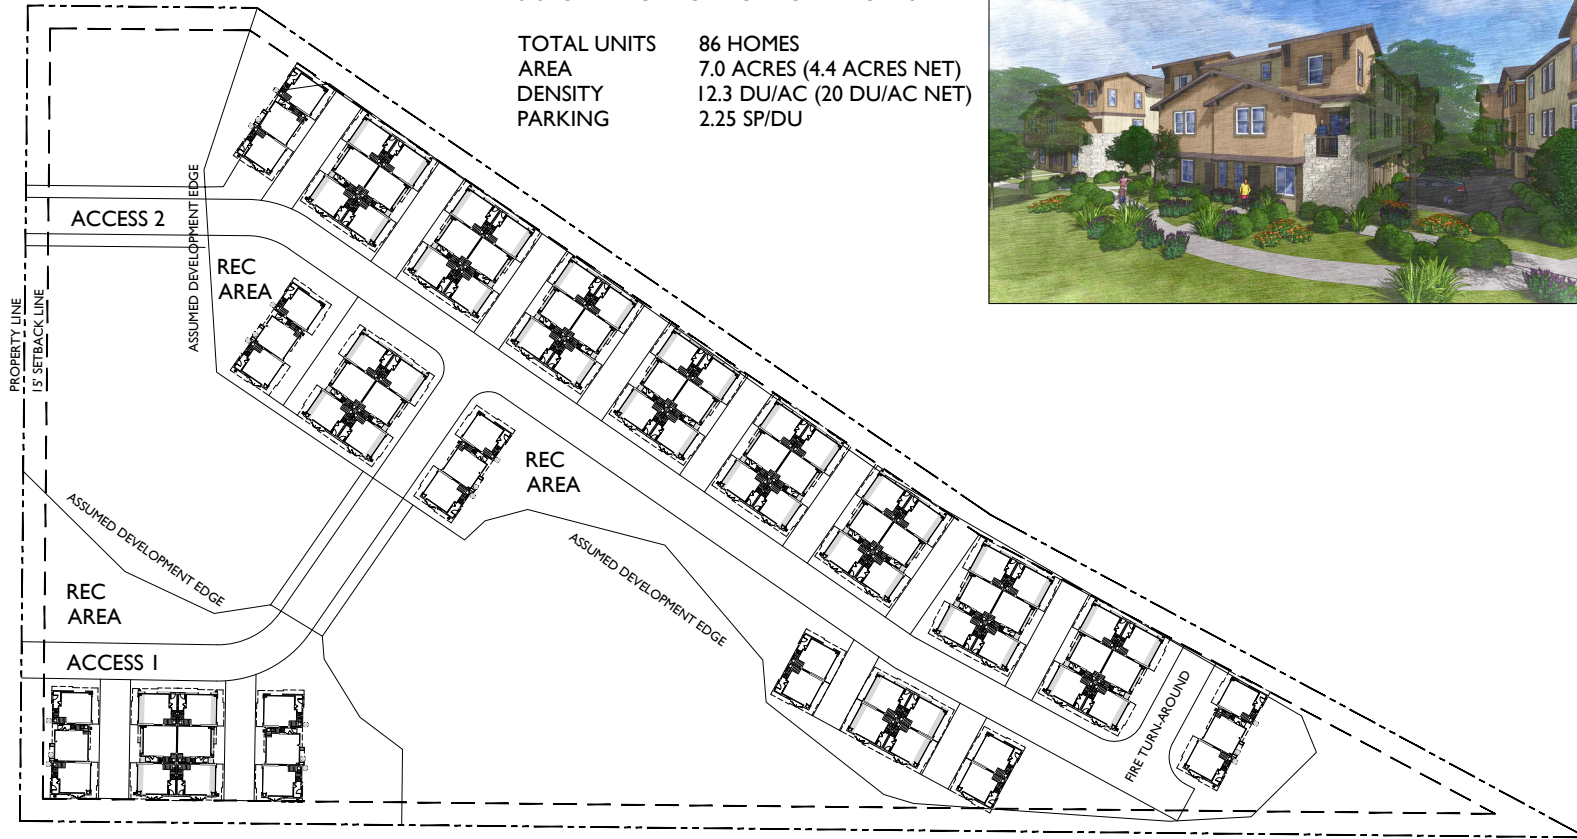 TOTAL UNITS 86 HOMES
AREA 7.0 ACRES (4.4 ACRES NET)
DENSITY 12.3 DU/AC (20 DU/AC NET)
PARKING 2.25 SP/DU
ACCESS 2
ASSUMED DEVELOPMENT EDGE
REC
AREA
PROPERTY LINE
15' SETBACK LINE
REC
AREA
ASSUMED DEVELOPMENT EDGE
ASSUMED DEVELOPMENT EDGE
REC
AREA
ACCESS 1
FIRE TURN-AROUND